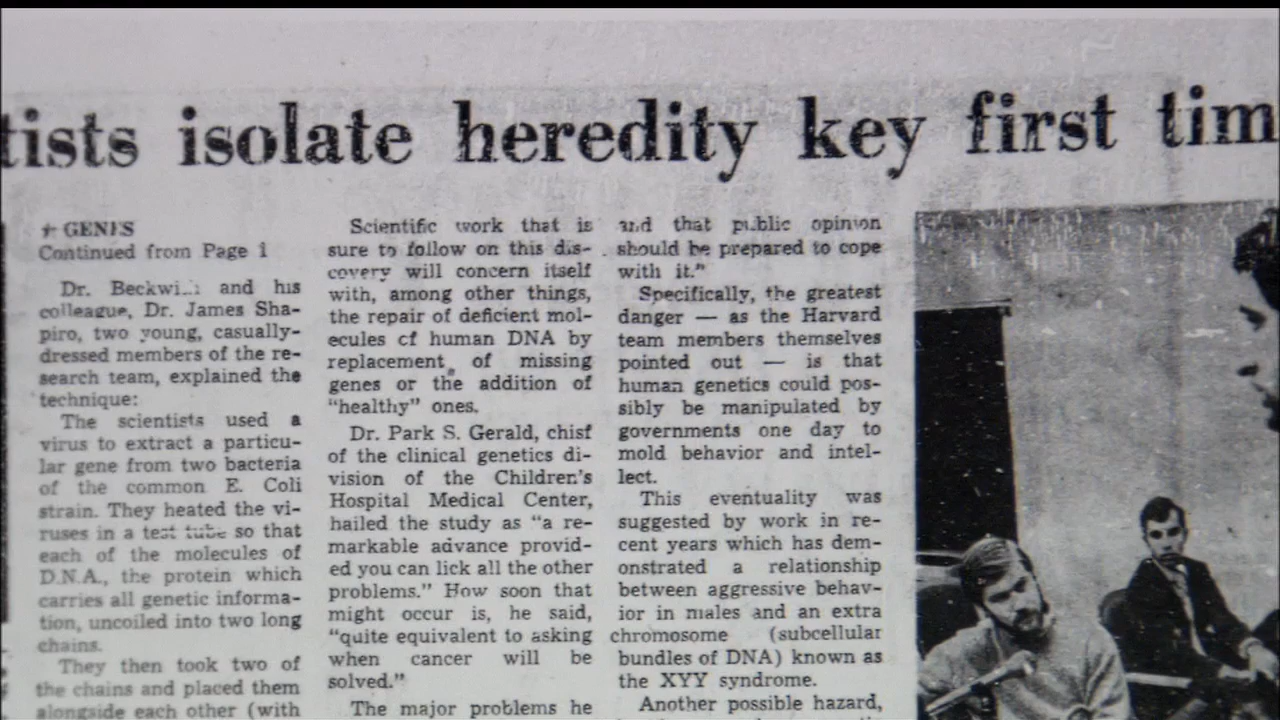 tists isolate heredity key first tim
GENES
Continued from Page 1
Dr. and his
colleague, Dr. James Sha-
piro, two young, casually-
dressed members of the re-
search team, explained the
technique:
The scientists used a
virus to extract a particu-
lar gene from two bacteria
of the common E. Coli
strain. They heated the vi-
ruses in a test tube so that
each of the molecules of
D.N.A., the protein which
carries all genetic informa-
tion, uncoiled into two long
chains.
They then took two of
the chains and placed them
alongside each other (with
Scientific work that is
sure to follow on this dis-
covery will concern itself
with, among other things,
the repair of deficient mol-
ecules of human DNA by
replacement of missing
genes or the addition of
"healthy" ones.
Dr. Park S. Gerald, chisf
of the clinical genetics di-
vision of the Children's
Hospital Medical Center,
hailed the study as "a re-
markable advance provid-
ed you can lick all the other
problems." How soon that
might occur is, he said,
"quite equivalent to asking
when cancer will be
solved."
The major problems he
and that public opinion
should be prepared to cope
with it."
Specifically, the greatest
danger — as the Harvard
team members themselves
pointed out — is that
human genetics could pos-
sibly be manipulated by
governments one day to
mold behavior and intel-
lect.
This eventuality was
suggested by work in re-
cent years which has dem-
onstrated a relationship
between aggressive behav-
ior in males and an extra
chromosome (subcellular
bundles of DNA) known as
the XYY syndrome.
Another possible hazard,